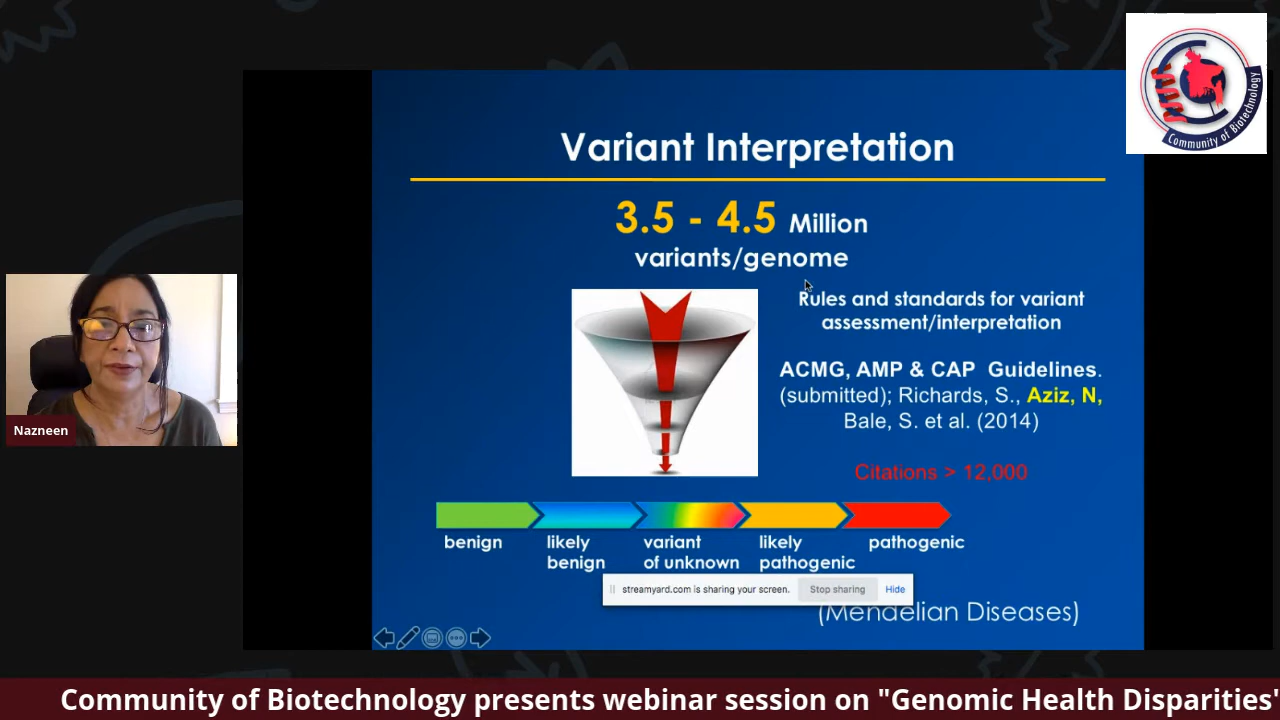 Community of Biotechnology
Variant Interpretation
3.5 - 4.5 Million
variants/genome
Rules and standards for variant
assessment/interpretation
ACMG, AMP & CAP Guidelines.
(submitted); Richards, S., Aziz, N,
Bale, S. et al. (2014)
Citations > 12,000
Nazneen
benign
likely
benign
variant
of unknown
likely
pathogenic
pathogenic
streamyard.com is sharing your screen.
Stop sharing
Hide
(Mendelian Diseases)
Community of Biotechnology presents webinar session on "Genomic Health Disparities"